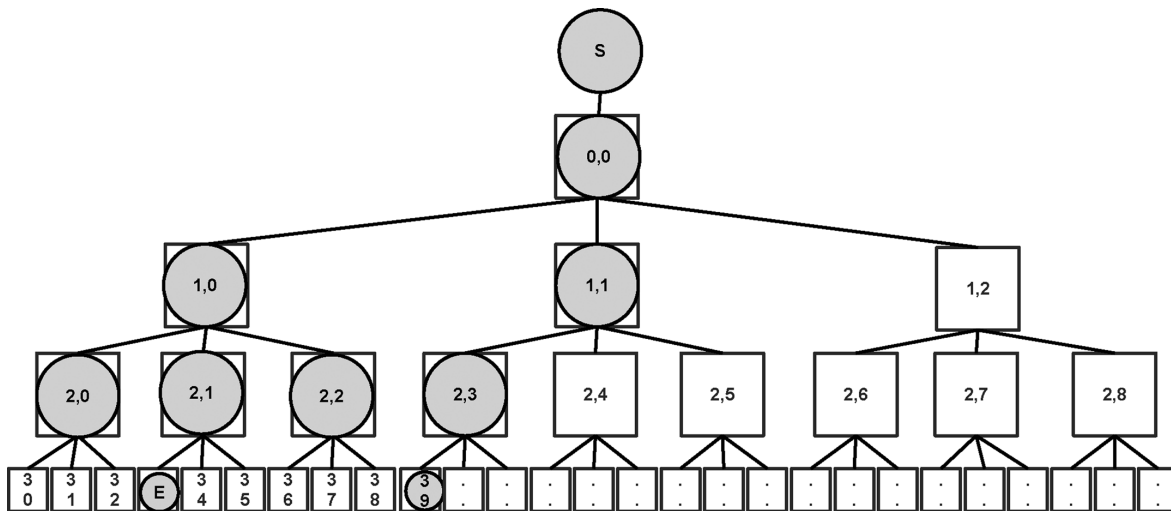 S
0,0
1,0 1,1 1,2
2,0 2,1 2,2 2,3 2,4 2,5 2,6 2,7 2,8
3 3 3 E 3 3 3 3 3 3 : : : : : : : : : : : : : : : : :
0 1 2 4 5 6 7 8 9